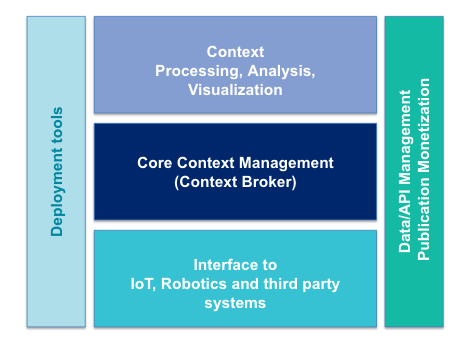 Deployment tools
Context
Processing, Analysis,
Visualization
Core Context Management
(Context Broker)
Interface to
IoT, Robotics and third party
systems
Data/API Management
Publication Monetization